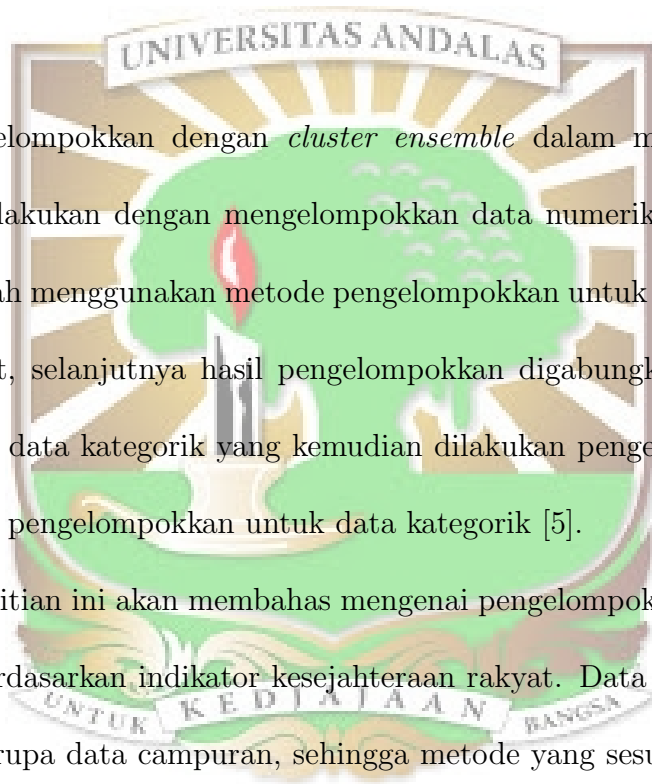 UNIVERSITAS ANDALAS
elompokkan dengan cluster ensemble dalam m
lakukan dengan mengelompokkan data numerik
ah menggunakan metode pengelompokkan untuk
t, selanjutnya hasil pengelompokkan digabungk
data kategorik yang kemudian dilakukan penge
pengelompokkan untuk data kategorik [5].
itian ini akan membahas mengenai pengelompok
rdasarkan indikator kesejahteraan rakyat. Data
UNTUK KEDJAJAAN BANGSA
rupa data campuran, sehingga metode yang sesu